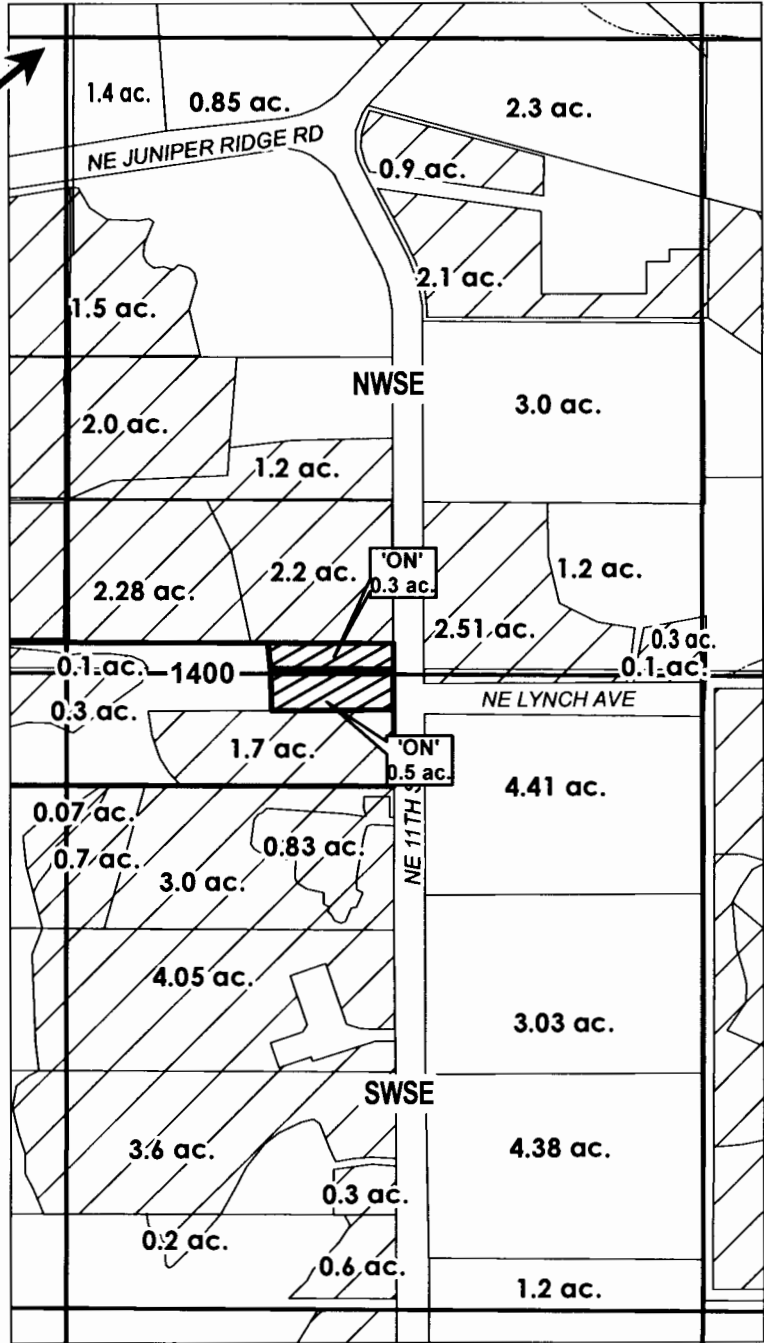 1.4 ac.
0.85 ac.
2.3 ac.
NE JUNIPER RIDGE RD
0.9 ac.
2.1 ac.
1.5 ac.
NWSE
3.0 ac.
2.0 ac.
1.2 ac.
'ON'
0.3 ac.
2.28 ac.
2.2 ac.
1.2 ac.
2.51 ac.
0.3 ac.
0.1 ac.
1400
0.1 ac.
0.3 ac.
NE LYNCH AVE
1.7 ac.
'ON'
0.5 ac.
4.41 ac.
0.07 ac.
0.7 ac.
3.0 ac.
0.83 ac.
NE 11TH S
4.05 ac.
3.03 ac.
SWSE
3.6 ac.
4.38 ac.
0.3 ac.
0.2 ac.
0.6 ac.
1.2 ac.